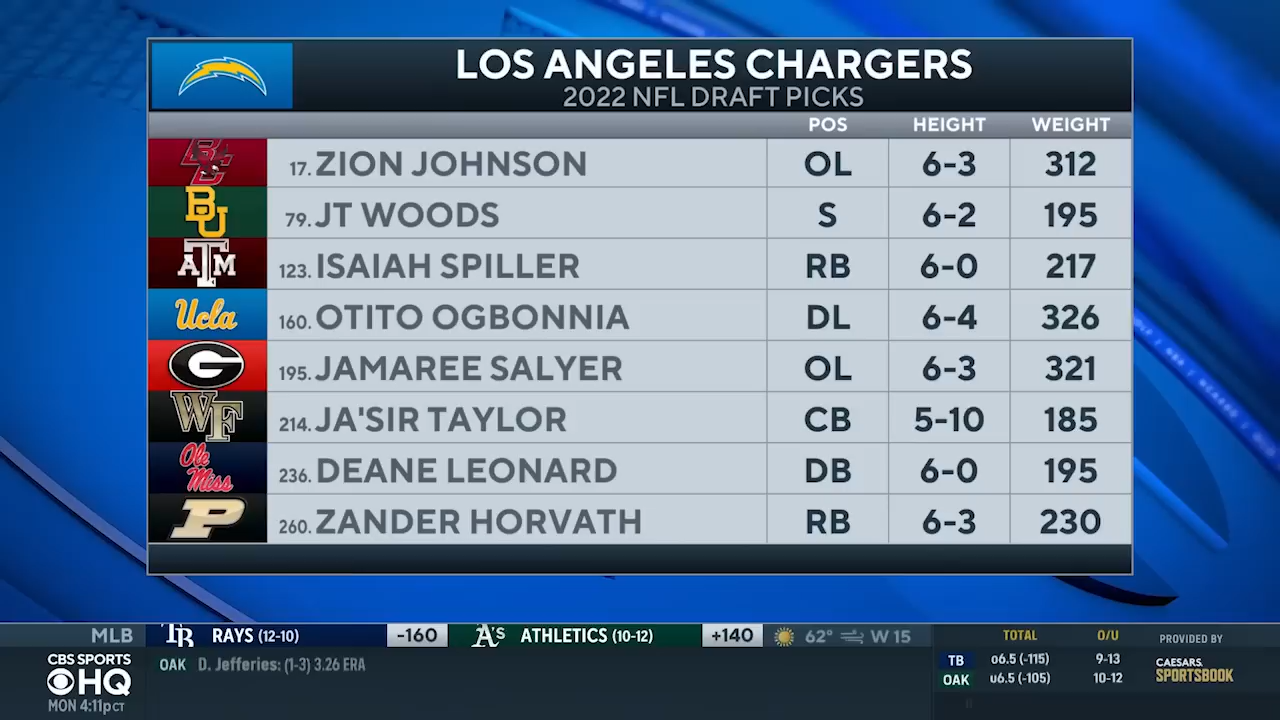 LOS ANGELES CHARGERS
2022 NFL DRAFT PICKS
POS HEIGHT WEIGHT
BC 17. ZION JOHNSON OL 6-3 312
BU 79. JT WOODS S 6-2 195
ATM 123. ISAIAH SPILLER RB 6-0 217
Ucla 160. OTITO OGBONNIA DL 6-4 326
G 195. JAMAREE SALYER OL 6-3 321
WF 214. JA'SIR TAYLOR CB 5-10 185
Ole Miss 236. DEANE LEONARD DB 6-0 195
P 260. ZANDER HORVATH RB 6-3 230
MLB TB RAYS (12-10) -160 A's ATHLETICS (10-12) +140 62° W 15
OAK D. Jefferies: (1-3) 3.26 ERA
CBS SPORTS
HQ
MON 4:11P CT
TOTAL O/U
TB o6.5 (-115) 9-13
OAK u6.5 (-105) 10-12
PROVIDED BY
CAESARS
SPORTSBOOK